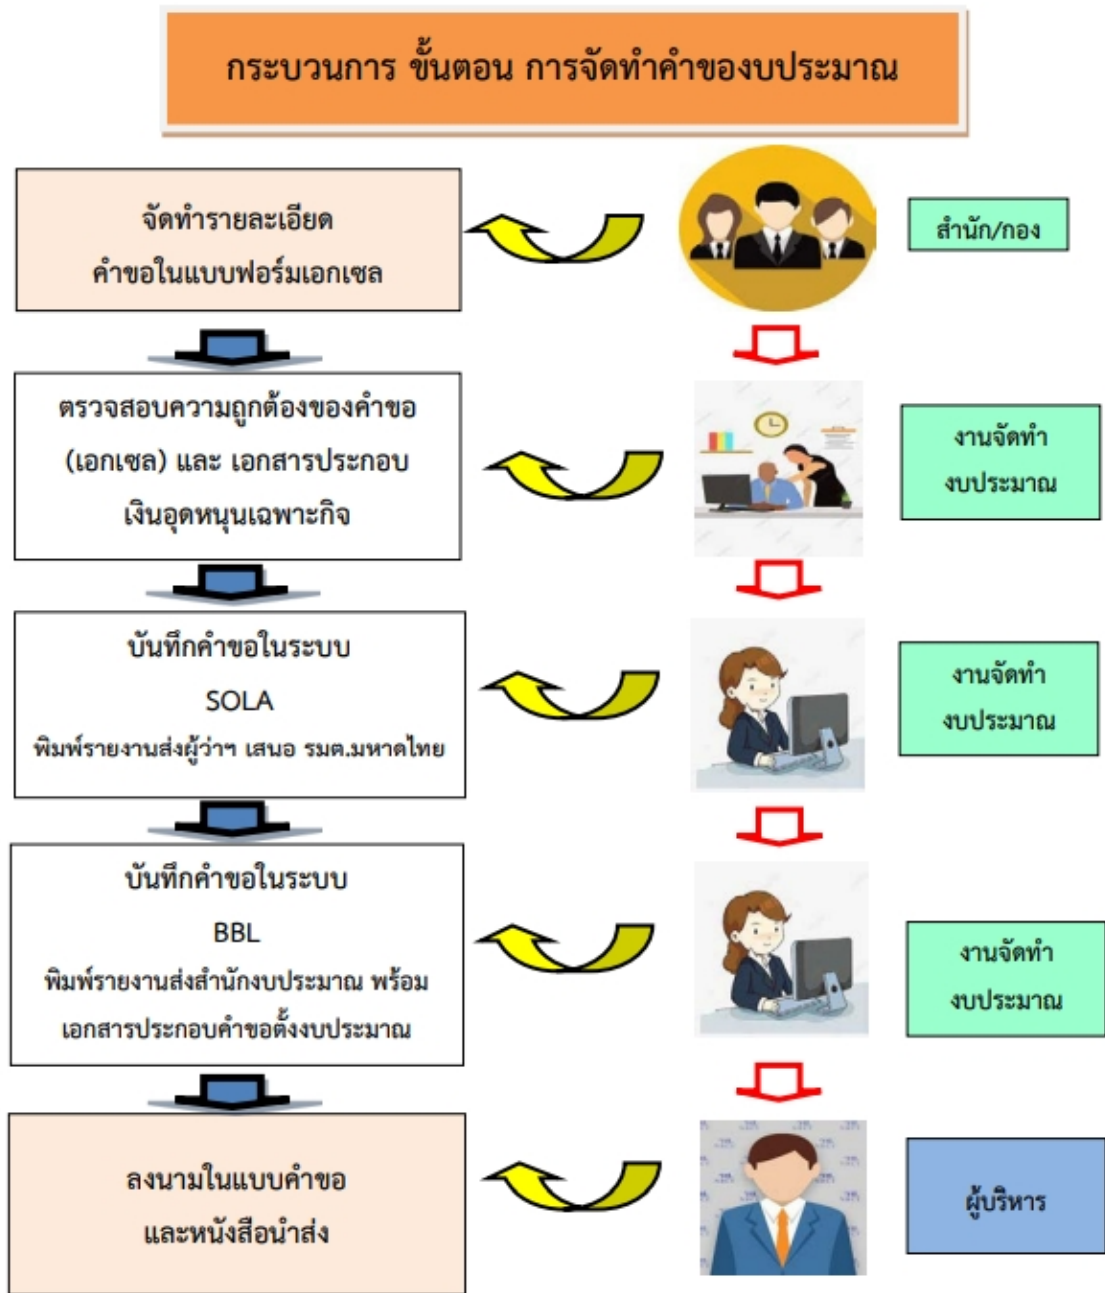 กระบวนการ ขั้นตอน การจัดทำคำของบประมาณ
จัดทำรายละเอียด
คำขอในแบบฟอร์มเอกเซล
สำนัก/กอง
ตรวจสอบความถูกต้องของคำขอ
(เอกเซล) และ เอกสารประกอบ
เงินอุดหนุนเฉพาะกิจ
งานจัดทำ
งบประมาณ
บันทึกคำขอในระบบ
SOLA
พิมพ์รายงานส่งผู้ว่าฯ เสนอ รมต.มหาดไทย
งานจัดทำ
งบประมาณ
บันทึกคำขอในระบบ
BBL
พิมพ์รายงานส่งสำนักงบประมาณ พร้อม
เอกสารประกอบคำขอตั้งงบประมาณ
งานจัดทำ
งบประมาณ
ลงนามในแบบคำขอ
และหนังสือนำส่ง
ผู้บริหาร